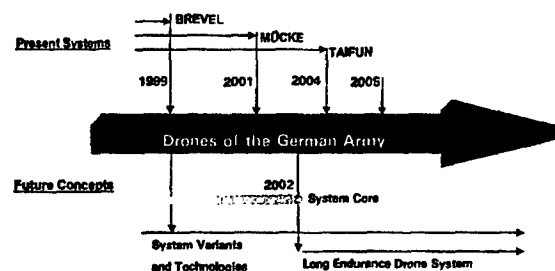 BREVEL
MÜCKE
Present Systems
TAIFUN
1999
2001
2004
2005
Drones of the German Army
Future Concepts
2002
System Core
System Variants
and Technologies
Long Endurance Drone System